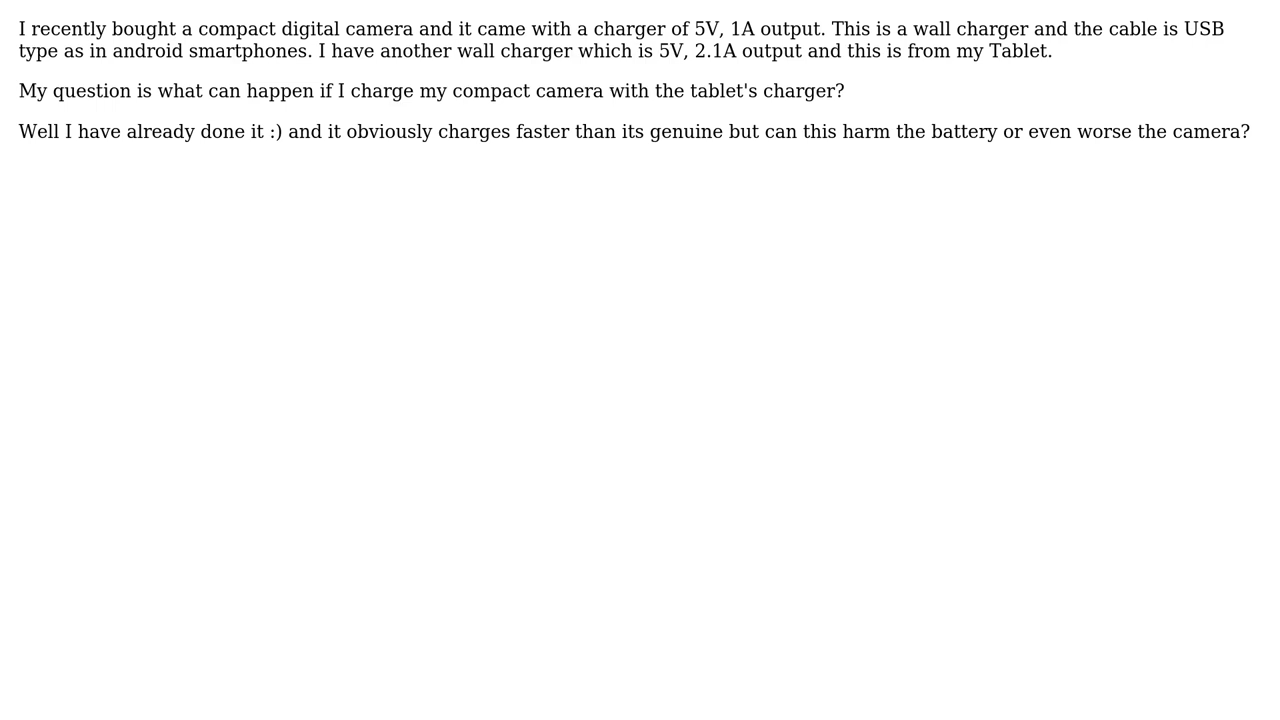 I recently bought a compact digital camera and it came with a charger of 5V, 1A output. This is a wall charger and the cable is USB
type as in android smartphones. I have another wall charger which is 5V, 2.1A output and this is from my Tablet.
My question is what can happen if I charge my compact camera with the tablet's charger?
Well I have already done it :) and it obviously charges faster than its genuine but can this harm the battery or even worse the camera?